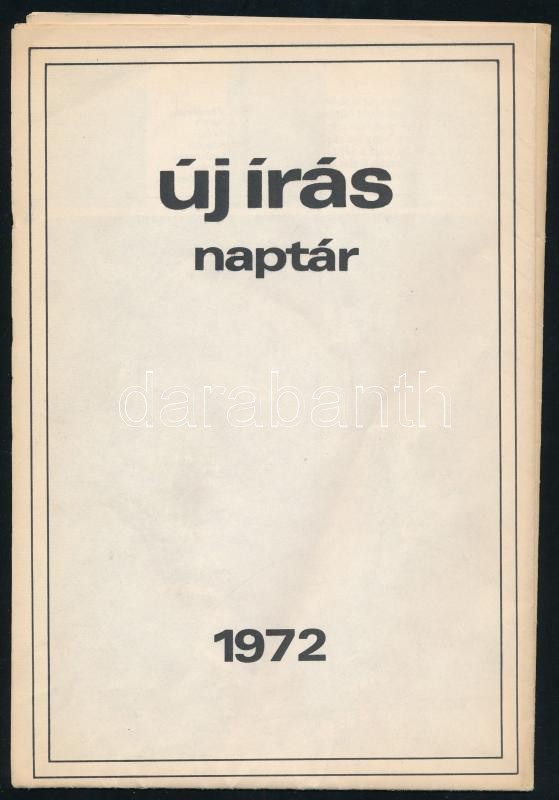 új írás
naptár
darabanth
1972